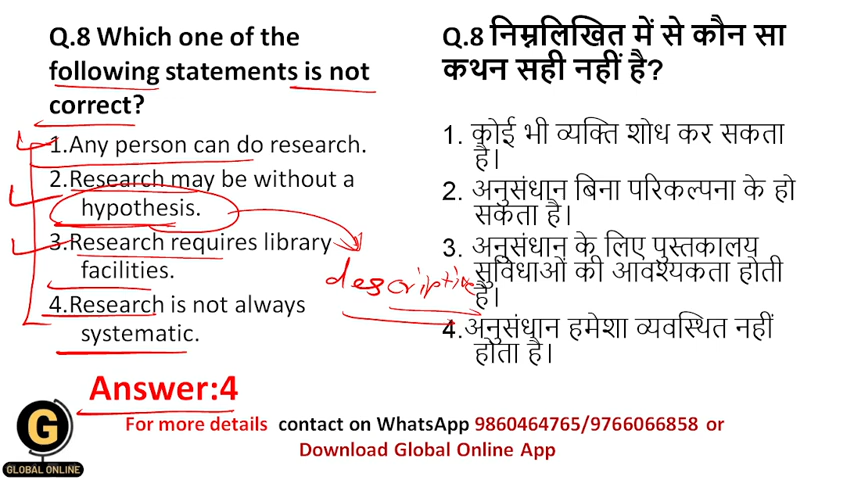 Q.8 Which one of the
following statements is not
correct?
1.Any person can do research.
2.Research may be without a
hypothesis.
3.Research requires library
facilities.
4.Research is not always
systematic.
Answer:4
descriptive
Q.8 निम्नलिखित में से कौन सा
कथन सही नहीं है?
1. कोई भी व्यक्ति शोध कर सकता
है।
2. अनुसंधान बिना परिकल्पना के हो
सकता है।
3. अनुसंधान के लिए पुस्तकालय
सुविधाओं की आवश्यकता होती
है।
4.अनुसंधान हमेशा व्यवस्थित नहीं
होता है।
For more details contact on WhatsApp 9860464765/9766066858 or
Download Global Online App
G
GLOBAL ONLINE